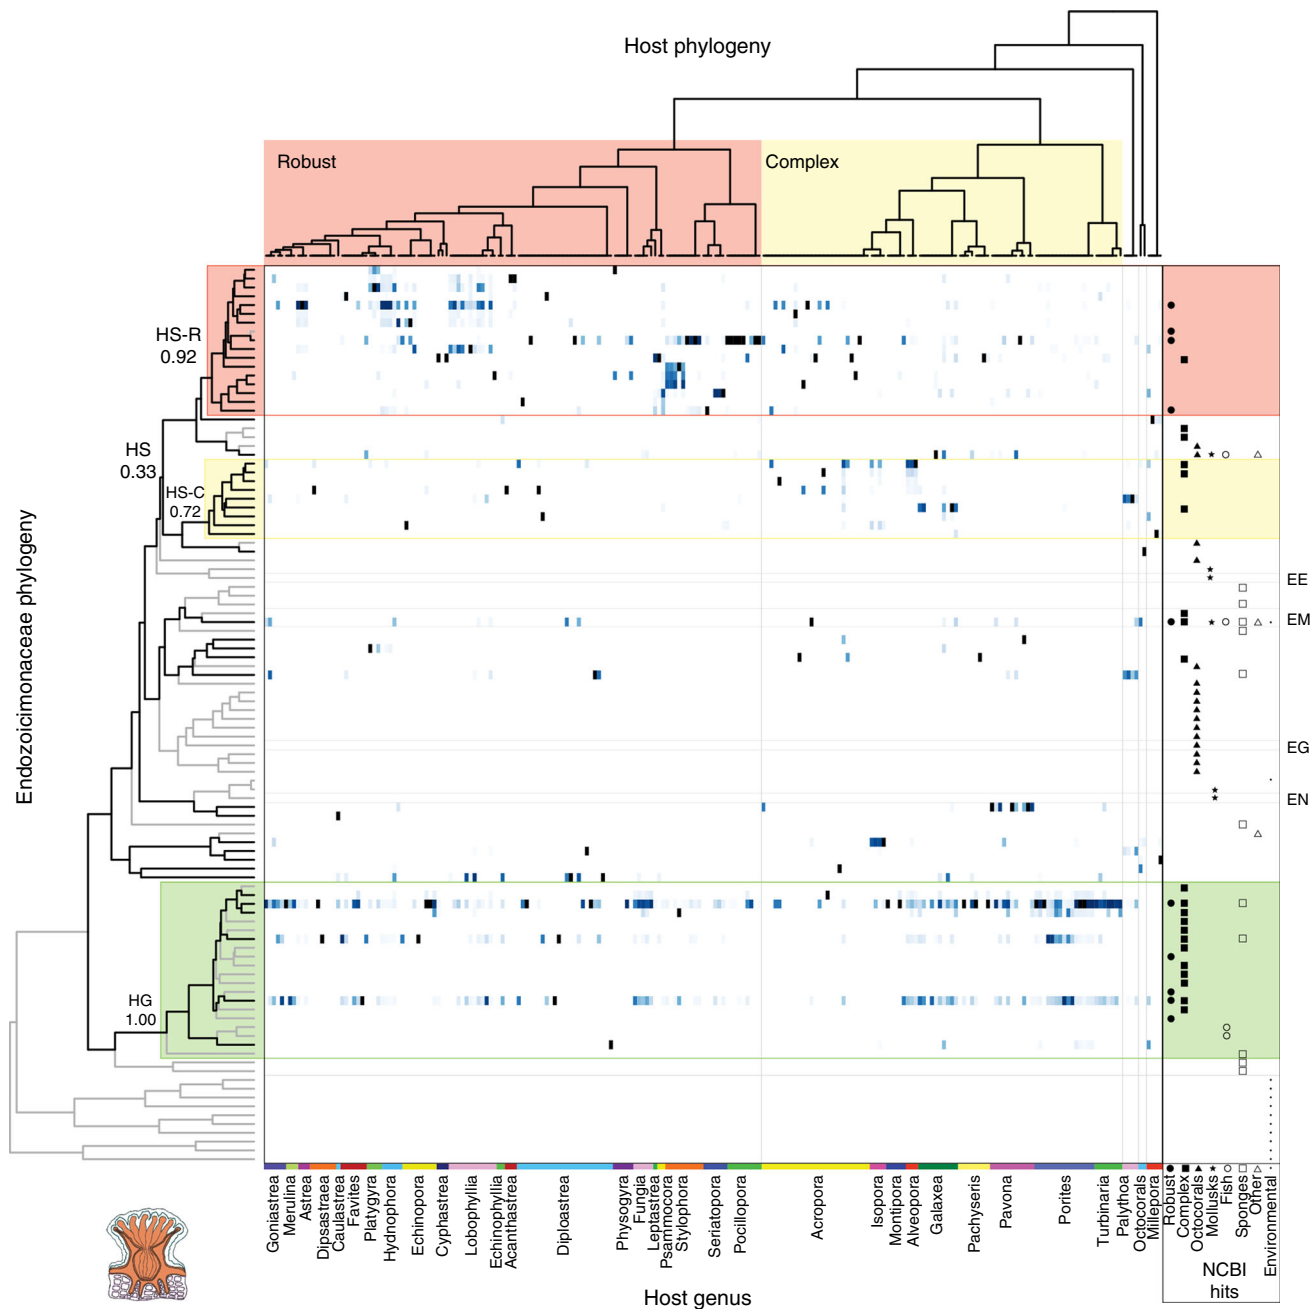 Host phylogeny
Robust
Complex
Endozoicimonaceae phylogeny
HS-R
0.92
HS
0.33
HS-C
0.72
HG
1.00
EE
EM
EG
EN
Goniastrea
Merulina
Astrea
Dipsastraea
Caulastrea
Favites
Platygyra
Hydnophora
Echinopora
Cyphastrea
Lobophyllia
Echinophyllia
Acanthastrea
Diploastrea
Physogyra
Fungia
Leptastrea
Psammocora
Stylophora
Seriatopora
Pocillopora
Acropora
Isopora
Montipora
Alveopora
Galaxea
Pachyseris
Pavona
Porites
Turbinaria
Palythoa
Octocorals
Millepora
Robust
Complex
Octocorals
Mollusks
Fish
Sponges
Other
Environmental
NCBI
hits
Host genus